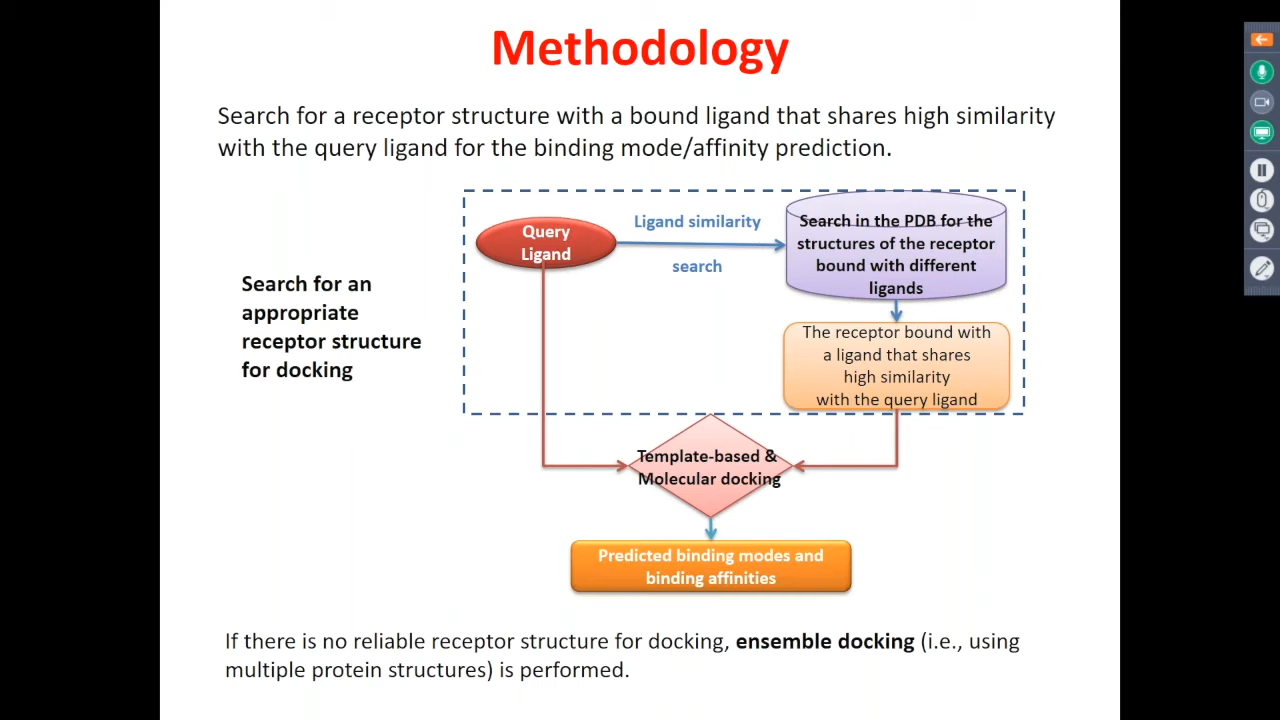 Methodology
Search for a receptor structure with a bound ligand that shares high similarity
with the query ligand for the binding mode/affinity prediction.
Query
Ligand
Ligand similarity
search
Search in the PDB for the
structures of the receptor
bound with different
ligands
Search for an
appropriate
receptor structure
for docking
The receptor bound with
a ligand that shares
high similarity
with the query ligand
Template-based &
Molecular docking
Predicted binding modes and
binding affinities
If there is no reliable receptor structure for docking, ensemble docking (i.e., using
multiple protein structures) is performed.